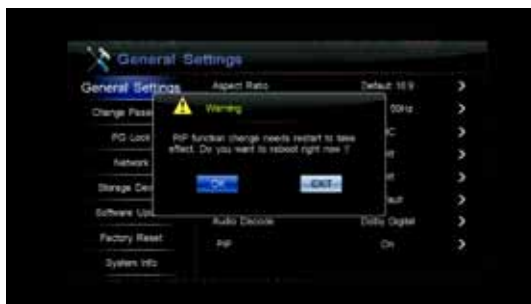 General Settings
General Settings
Aspect Ratio
Default 16:9
Change Pass
Warning
50Hz
PG Lock
PIP function change needs restart to take
effect. Do you want to reboot right now ?
Network
Storage Dev
OK
EXIT
Software Up
Audio Decode
Dolby Digital
Factory Reset
PIP
On
System Info